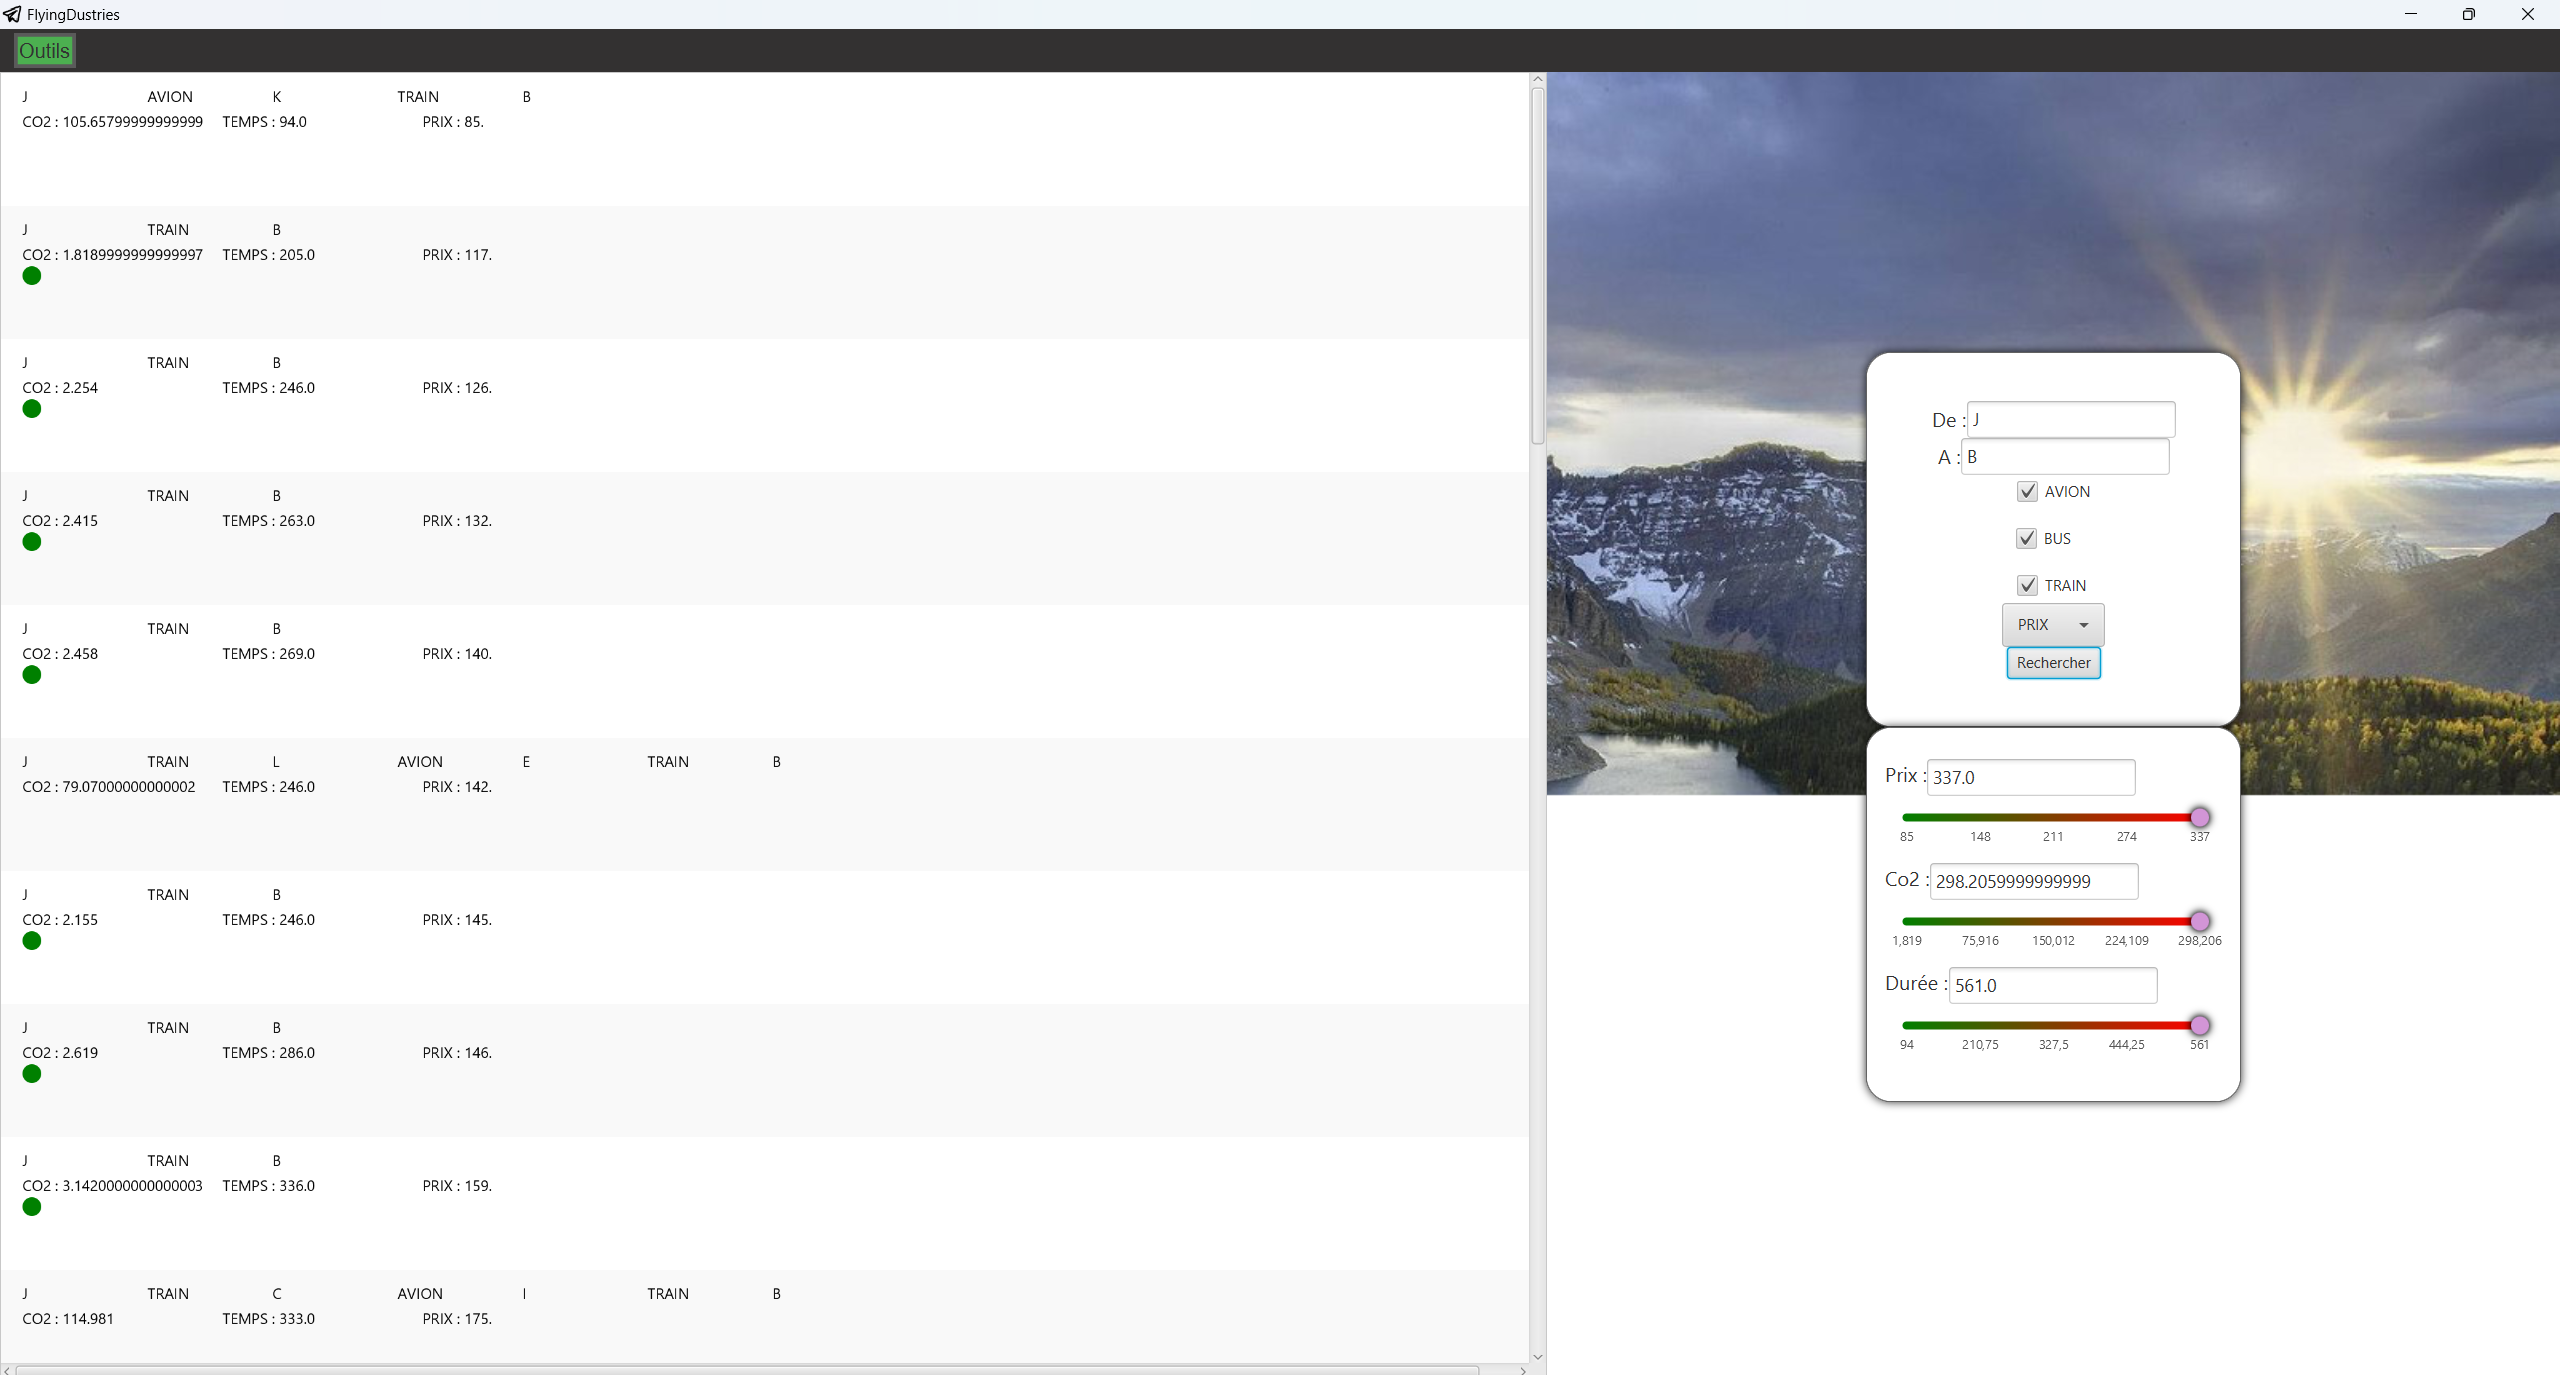 FlyingDustries
Outils
J AVION K TRAIN B
CO2 : 105.65799999999999 TEMPS : 94.0 PRIX : 85.
J TRAIN B
CO2 : 1.8189999999999997 TEMPS : 205.0 PRIX : 117.
J TRAIN B
CO2 : 2.254 TEMPS : 246.0 PRIX : 126.
J TRAIN B
CO2 : 2.415 TEMPS : 263.0 PRIX : 132.
J TRAIN B
CO2 : 2.458 TEMPS : 269.0 PRIX : 140.
J TRAIN L AVION E TRAIN B
CO2 : 79.07000000000002 TEMPS : 246.0 PRIX : 142.
J TRAIN B
CO2 : 2.155 TEMPS : 246.0 PRIX : 145.
J TRAIN B
CO2 : 2.619 TEMPS : 286.0 PRIX : 146.
J TRAIN B
CO2 : 3.1420000000000003 TEMPS : 336.0 PRIX : 159.
J TRAIN C AVION I TRAIN B
CO2 : 114.981 TEMPS : 333.0 PRIX : 175.
De : J
A : B
AVION
BUS
TRAIN
PRIX
Rechercher
Prix : 337.0
85 148 211 274 337
Co2 : 298.2059999999999
1,819 75,916 150,012 224,109 298,206
Durée : 561.0
94 210,75 327,5 444,25 561